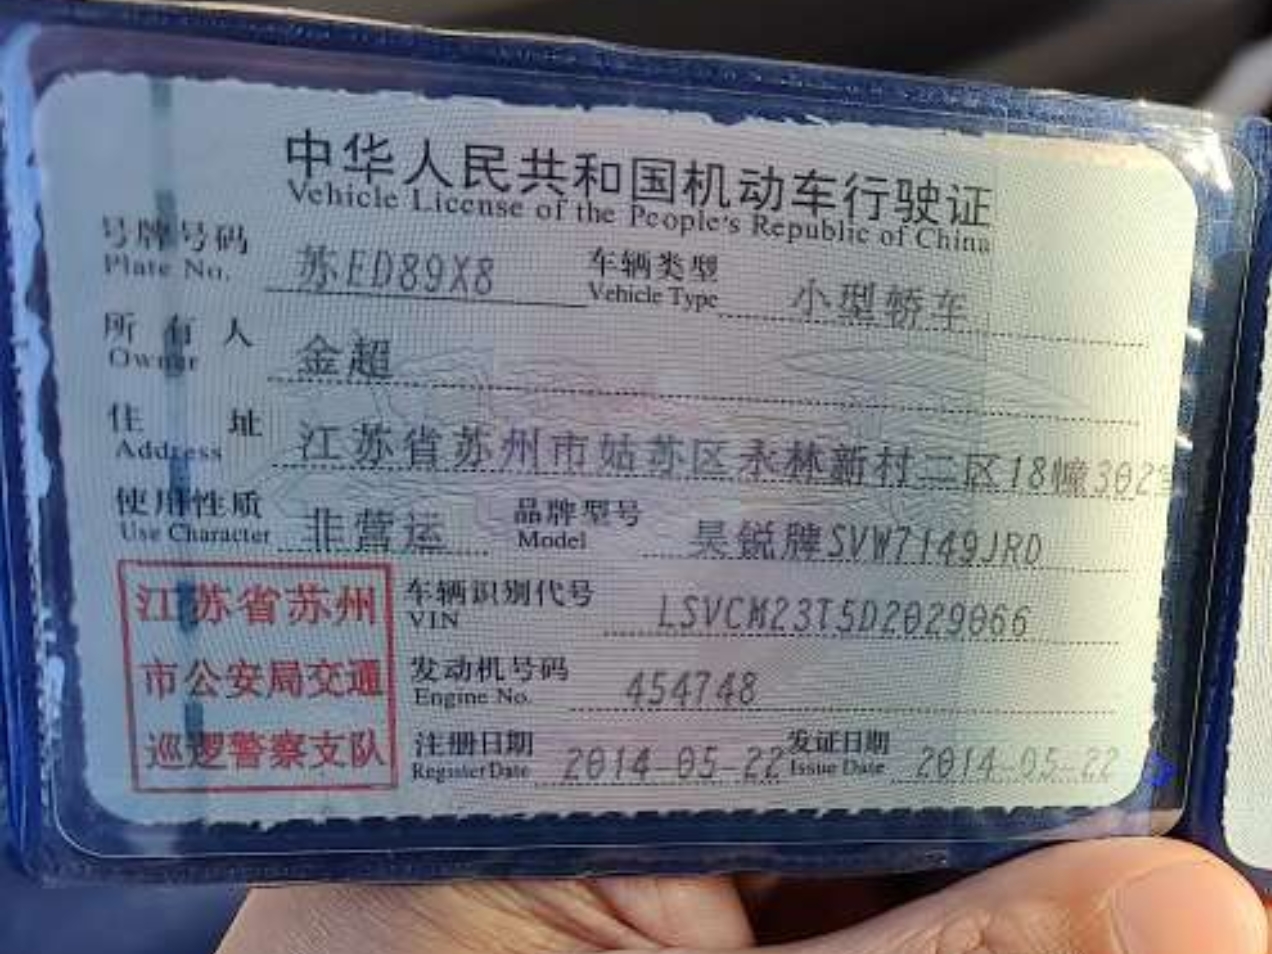 中华人民共和国机动车行驶证
Vehicle License of the People's Republic of China
号牌号码 苏ED89X8 车辆类型 小型轿车
Plate No. Vehicle Type
所有人 金超
Owner
住址 江苏省苏州市姑苏区永林新村二区18幢302室
Address
使用性质 非营运 品牌型号 昊锐牌SVW7149JRD
Use Character Model
江苏省苏州
市公安局交通
巡逻警察支队
车辆识别代号 LSVCM23T5D2029066
VIN
发动机号码 454748
Engine No.
注册日期 2014-05-22 发证日期 2014-05-22
Register Date Issue Date